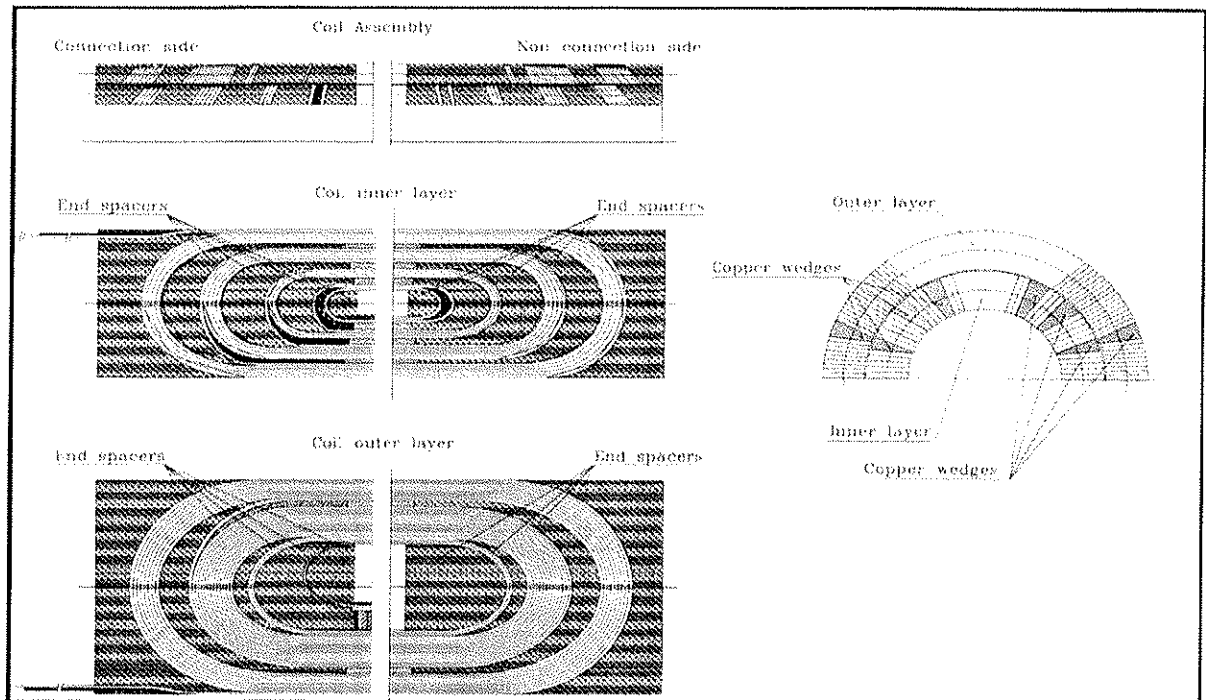 Coil Assembly
Connection side
Non connection side
Coil inner layer
End spacers
End spacers
Outer layer
Copper wedges
Inner layer
Copper wedges
Coil outer layer
End spacers
End spacers